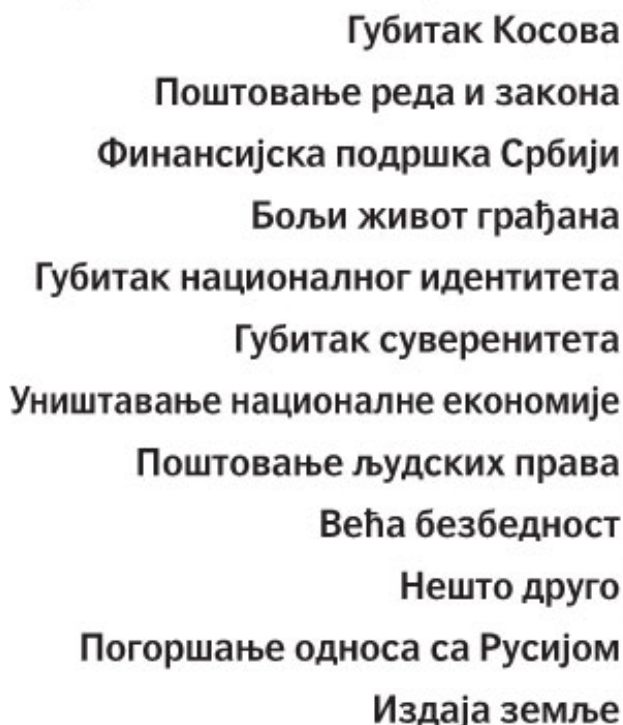 Губитак Косова
Поштовање реда и закона
Финансијска подршка Србији
Бољи живот грађана
Губитак националног идентитета
Губитак суверенитета
Уништавање националне економије
Поштовање људских права
Већа безбедност
Нешто друго
Погоршање односа са Русијом
Издаја земље